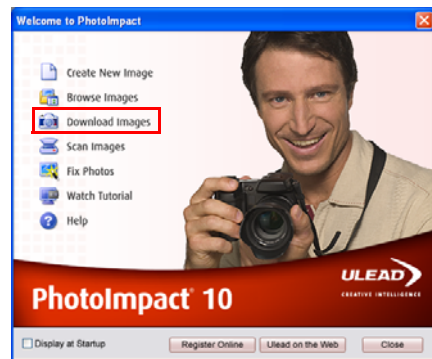 Welcome to PhotoImpact
Create New Image
Browse Images
Download Images
Scan Images
Fix Photos
Watch Tutorial
? Help
ULEAD
CREATIVE INTELLIGENCE
PhotoImpact® 10
Display at Startup
Register Online
Ulead on the Web
Close